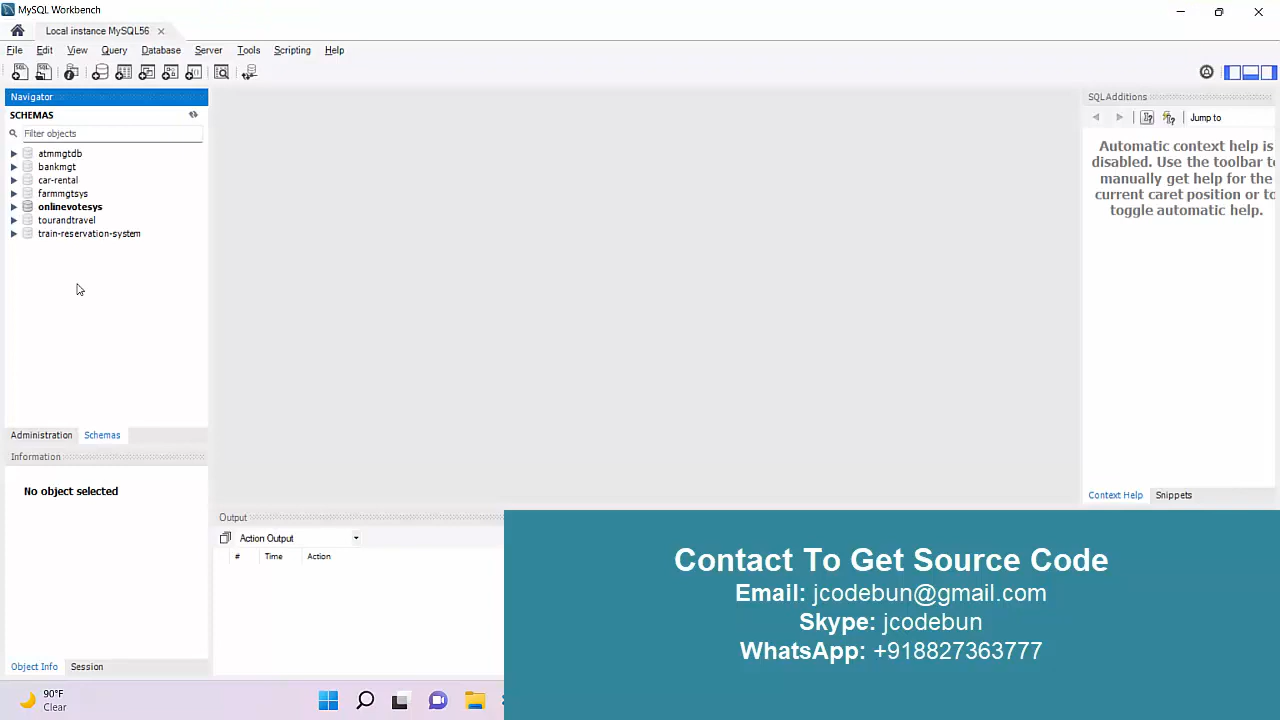 MySQL Workbench
Local instance MySQL56
File Edit View Query Database Server Tools Scripting Help
Navigator
SCHEMAS
Filter objects
atmmgtdb
bankmgt
car-rental
farmmgtsys
onlinevotesys
tourandtravel
train-reservation-system
Administration Schemas
Information
No object selected
Object Info Session
Output
Action Output
# Time Action
SQLAdditions
Jump to
Automatic context help is
disabled. Use the toolbar t
manually get help for the
current caret position or to
toggle automatic help.
Context Help Snippets
Contact To Get Source Code
Email: jcodebun@gmail.com
Skype: jcodebun
WhatsApp: +918827363777
90°F
Clear